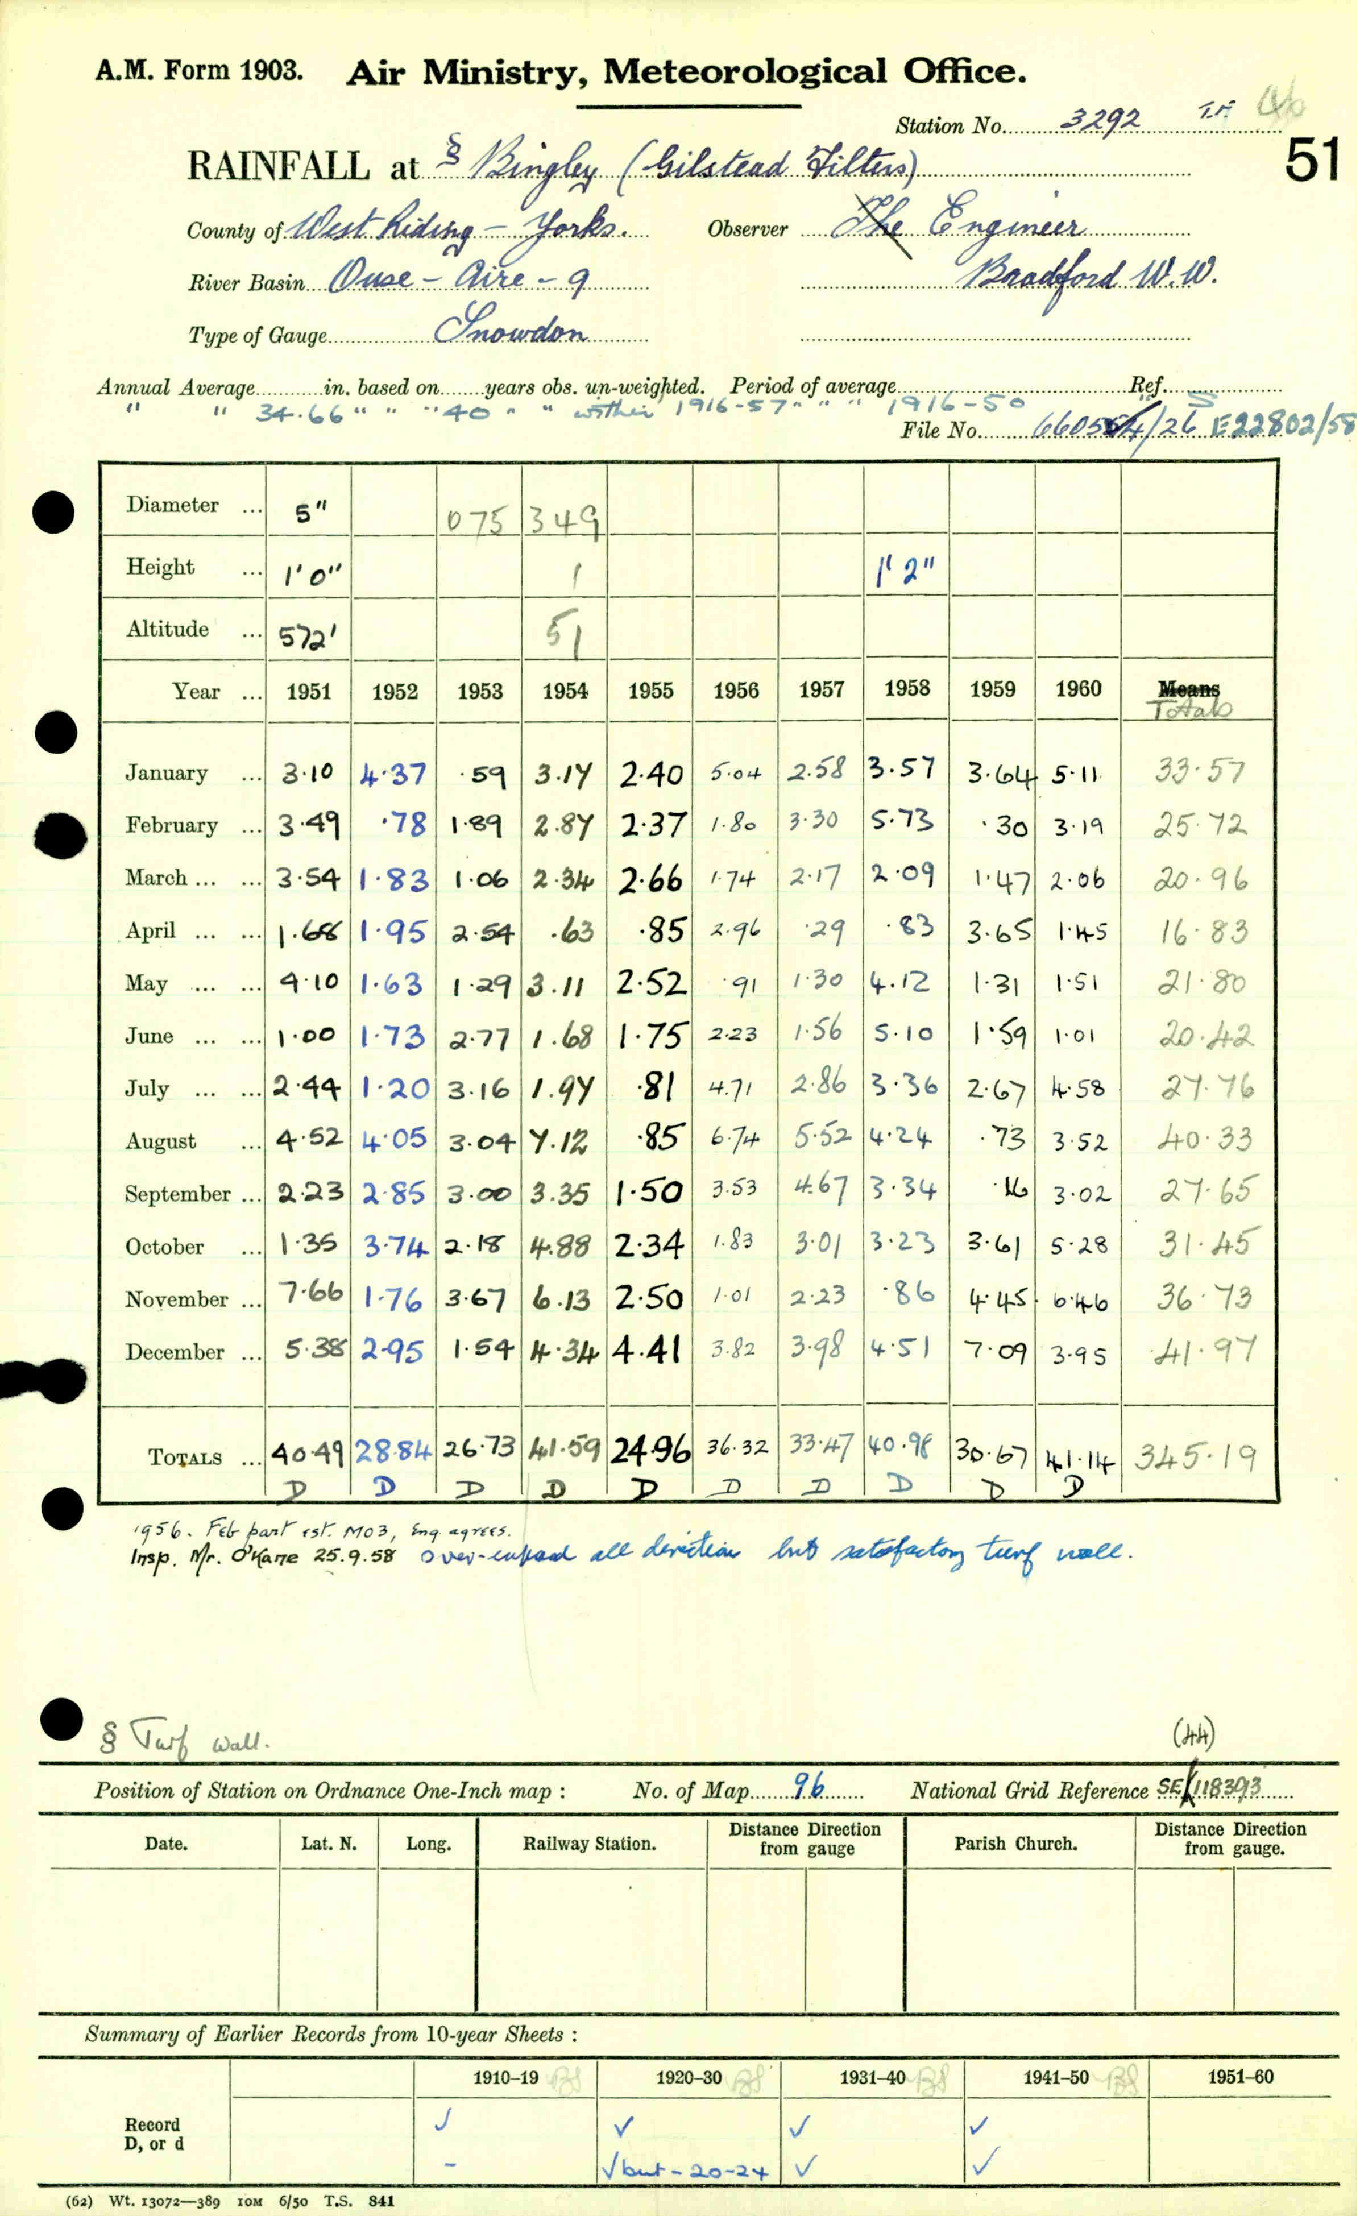 A.M. Form 1903. Air Ministry, Meteorological Office.
Station No. 3292
51
RAINFALL at § Bingley (Gilstead Filters)
County of West Riding - Yorks. Observer The Engineer
River Basin Ouse - Aire - 9 Bradford W.W.
Type of Gauge Snowdon
Annual Average in. based on years obs. un-weighted. Period of average Ref.
" " 34.66 " " " 40 " " within 1916-57 " " " 1916-50
File No. /26 E22802/58
Diameter ... 5" 075 349
Height ... 1'0" 1 1' 2"
Altitude ... 572' 51
Year ... 1951 1952 1953 1954 1955 1956 1957 1958 1959 1960 Means
Totals
January ... 3.10 4.37 .59 3.17 2.40 5.04 2.58 3.57 3.64 5.11 33.57
February ... 3.49 .78 1.89 2.87 2.37 1.80 3.30 5.73 .30 3.19 25.72
March ... ... 3.54 1.83 1.06 2.34 2.66 1.74 2.17 2.09 1.47 2.06 20.96
April ... ... 1.68 1.95 2.54 .63 .85 2.96 .29 .83 3.65 1.45 16.83
May ... ... 4.10 1.63 1.29 3.11 2.52 .91 1.30 4.12 1.31 1.51 21.80
June ... ... 1.00 1.73 2.77 1.68 1.75 2.23 1.56 5.10 1.59 1.01 20.42
July ... ... 2.44 1.20 3.16 1.97 .81 4.71 2.86 3.36 2.67 4.58 27.76
August ... 4.52 4.05 3.04 7.12 .85 6.74 5.52 4.24 .73 3.52 40.33
September ... 2.23 2.85 3.00 3.35 1.50 3.53 4.67 3.34 .16 3.02 27.65
October ... 1.35 3.74 2.18 4.88 2.34 1.83 3.01 3.23 3.61 5.28 31.45
November ... 7.66 1.76 3.67 6.13 2.50 1.01 2.23 .86 4.45 6.46 36.73
December ... 5.38 2.95 1.54 4.34 4.41 3.82 3.98 4.51 7.09 3.95 41.97
TOTALS ... 40.49 28.84 26.73 41.59 24.96 36.32 33.47 40.98 30.67 41.14 345.19
D D D D D D D D D D
1956. Feb part est. MO3, Eng. agrees.
Insp. Mr. O'Kane 25.9.58 Over-exposed all direction but satisfactory turf wall.
§ Turf wall. (44)
Position of Station on Ordnance One-Inch map : No. of Map 96 National Grid Reference SE 118393
Date. Lat. N. Long. Railway Station. Distance from Direction gauge Parish Church. Distance from Direction gauge.
Summary of Earlier Records from 10-year Sheets :
1910-19 1920-30 1931-40 1941-50 1951-60
Record ✓ ✓ ✓ ✓
D, or d - ✓ but - 20-24 ✓ ✓
(62) Wt. 13072—389 10M 6/50 T.S. 841